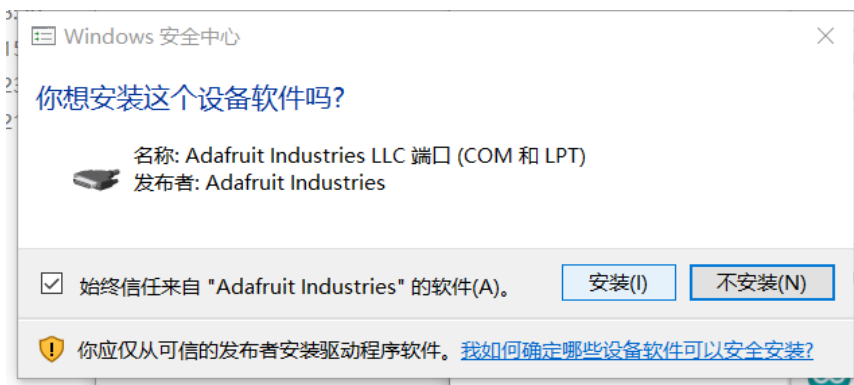 Windows 安全中心
你想安装这个设备软件吗?
名称: Adafruit Industries LLC 端口 (COM 和 LPT)
发布者: Adafruit Industries
始终信任来自 "Adafruit Industries" 的软件(A)。
安装(I)
不安装(N)
你应仅从可信的发布者安装驱动程序软件。我如何确定哪些设备软件可以安全安装?